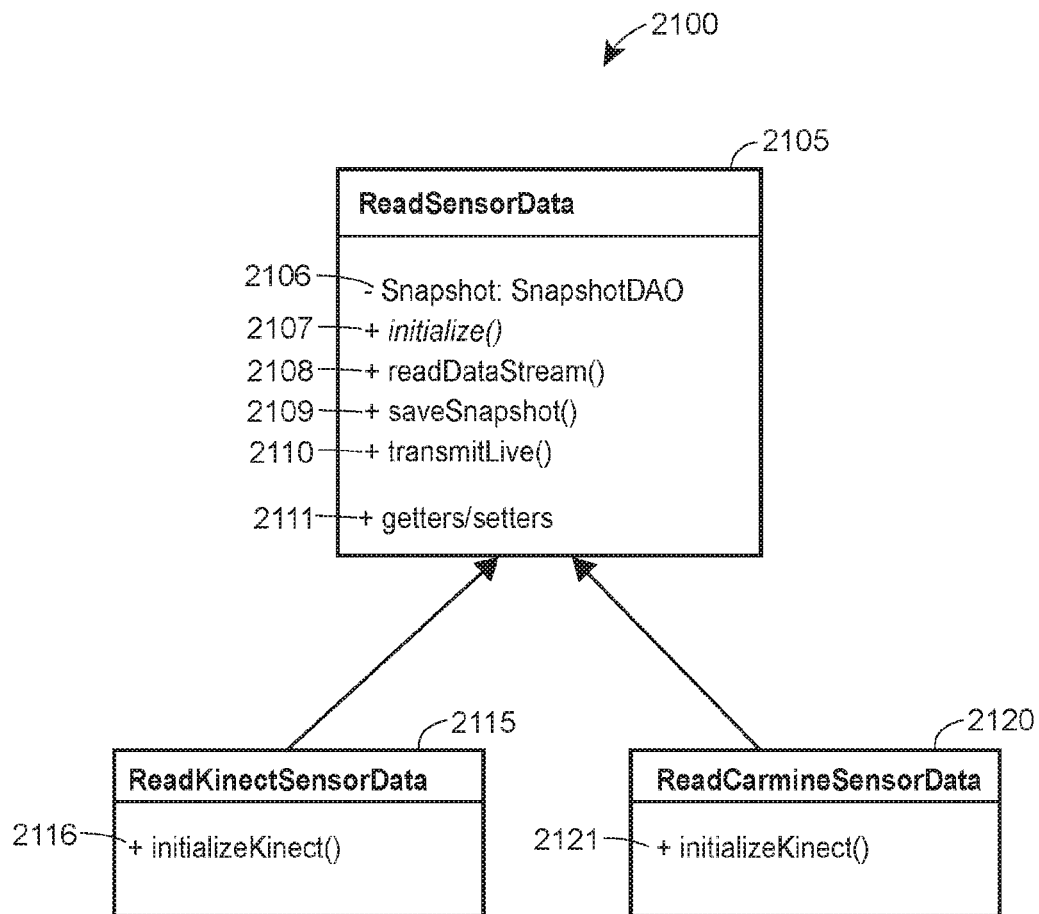 2100
2105
ReadSensorData
2106 - Snapshot: SnapshotDAO
2107 + initialize()
2108 + readDataStream()
2109 + saveSnapshot()
2110 + transmitLive()
2111 + getters/setters
2115
ReadKinectSensorData
2116 + initializeKinect()
2120
ReadCarmineSensorData
2121 + initializeKinect()